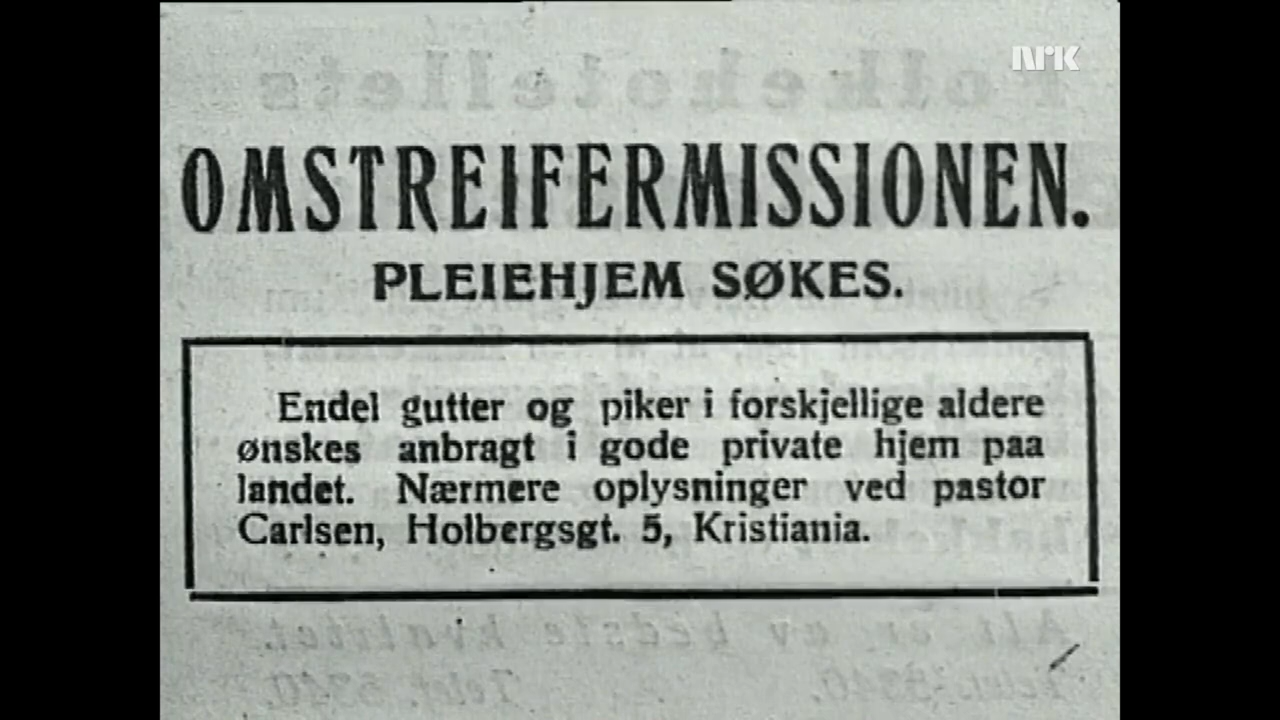 NRK
OMSTREIFERMISSIONEN.
PLEIEHJEM SØKES.
Endel gutter og piker i forskjellige aldere
ønskes anbragt i gode private hjem paa
landet. Nærmere oplysninger ved pastor
Carlsen, Holbergsgt. 5, Kristiania.